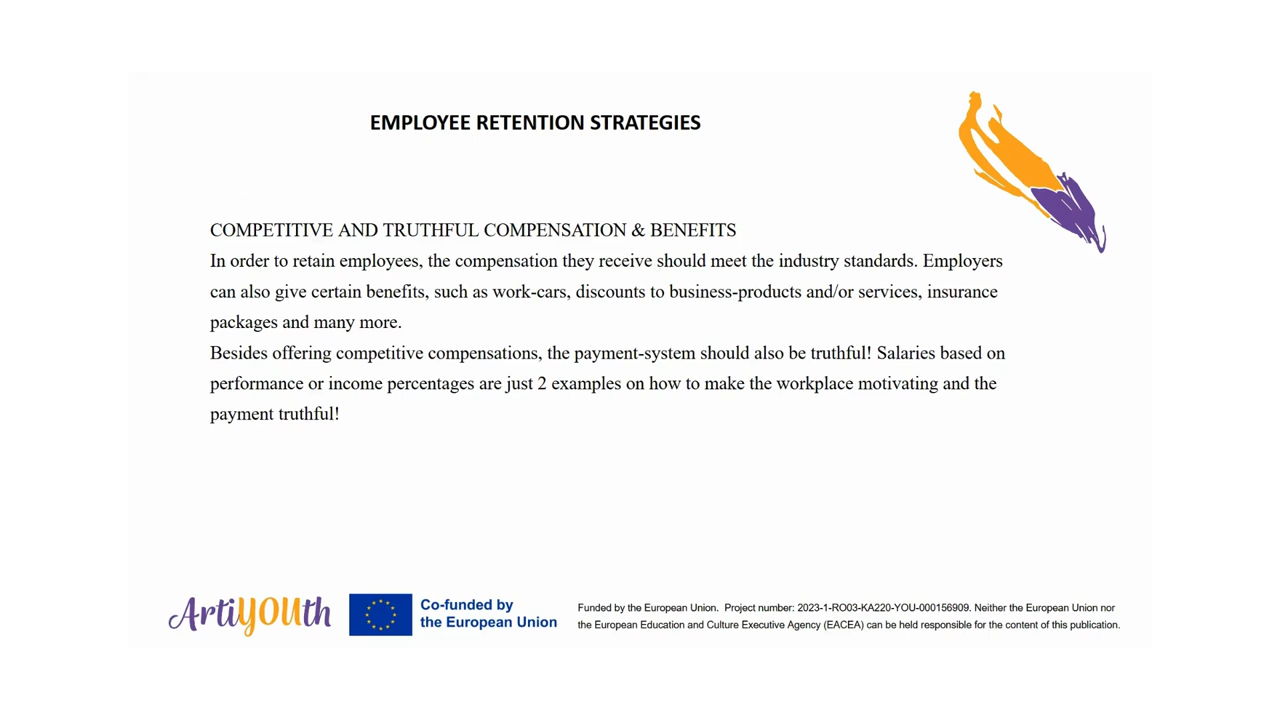 EMPLOYEE RETENTION STRATEGIES
COMPETITIVE AND TRUTHFUL COMPENSATION & BENEFITS
In order to retain employees, the compensation they receive should meet the industry standards. Employers
can also give certain benefits, such as work-cars, discounts to business-products and/or services, insurance
packages and many more.
Besides offering competitive compensations, the payment-system should also be truthful! Salaries based on
performance or income percentages are just 2 examples on how to make the workplace motivating and the
payment truthful!
ArtiYOUth
Co-funded by
the European Union
Funded by the European Union. Project number: 2023-1-RO03-KA220-YOU-000156909. Neither the European Union nor
the European Education and Culture Executive Agency (EACEA) can be held responsible for the content of this publication.